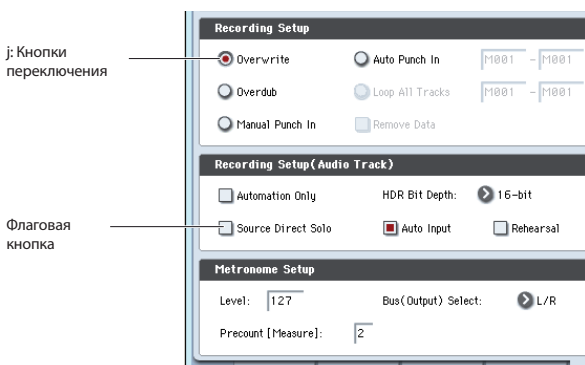 Recording Setup
j: Кнопки
переключения
Overwrite Auto Punch In M001 - M001
Overdub Loop All Tracks M001 - M001
Manual Punch In Remove Data
Recording Setup(Audio Track)
Automation Only HDR Bit Depth: 16-bit
Флаговая
кнопка
Source Direct Solo Auto Input Rehearsal
Metronome Setup
Level: 127 Bus(Output) Select: L/R
Precount [Measure]: 2